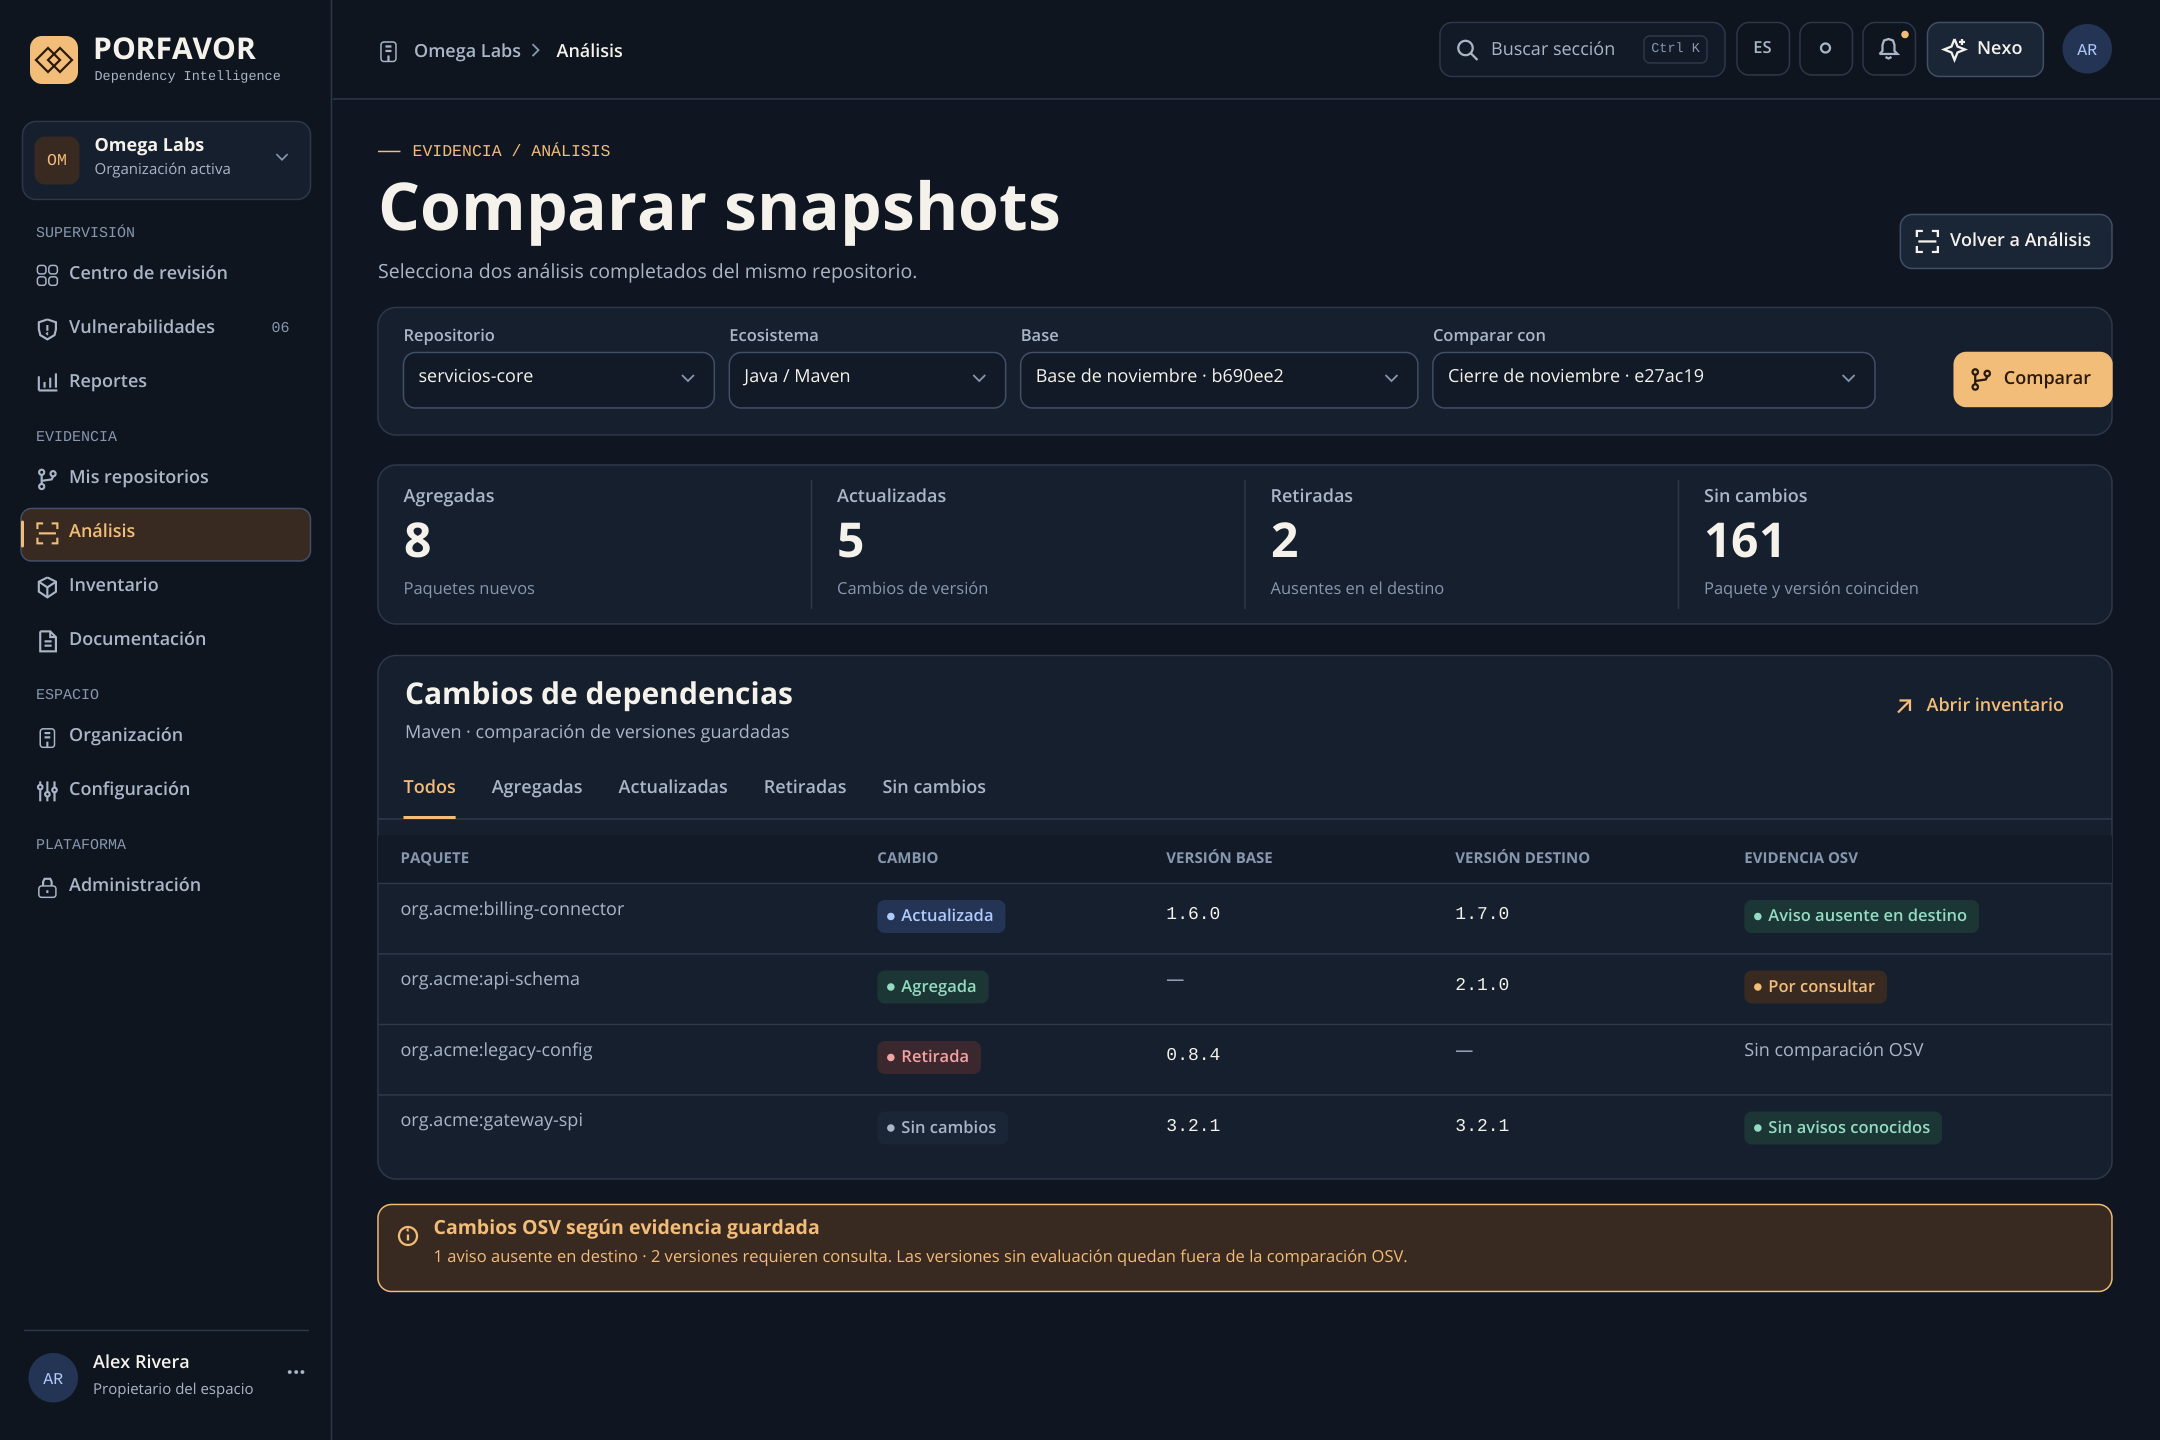 PORFAVOR
Dependency Intelligence
OM
Omega Labs
Organización activa
SUPERVISIÓN
Centro de revisión
Vulnerabilidades 06
Reportes
EVIDENCIA
Mis repositorios
Análisis
Inventario
Documentación
ESPACIO
Organización
Configuración
PLATAFORMA
Administración
AR
Alex Rivera
Propietario del espacio
Omega Labs > Análisis
Buscar sección Ctrl K
ES
Nexo
AR
EVIDENCIA / ANÁLISIS
Comparar snapshots
Selecciona dos análisis completados del mismo repositorio.
Volver a Análisis
Repositorio Ecosistema Base Comparar con
servicios-core Java / Maven Base de noviembre · b690ee2 Cierre de noviembre · e27ac19 Comparar
Agregadas Actualizadas Retiradas Sin cambios
8 5 2 161
Paquetes nuevos Cambios de versión Ausentes en el destino Paquete y versión coinciden
Cambios de dependencias
Maven · comparación de versiones guardadas
Abrir inventario
Todos Agregadas Actualizadas Retiradas Sin cambios
PAQUETE CAMBIO VERSIÓN BASE VERSIÓN DESTINO EVIDENCIA OSV
org.acme:billing-connector Actualizada 1.6.0 1.7.0 Aviso ausente en destino
org.acme:api-schema Agregada — 2.1.0 Por consultar
org.acme:legacy-config Retirada 0.8.4 — Sin comparación OSV
org.acme:gateway-spi Sin cambios 3.2.1 3.2.1 Sin avisos conocidos
Cambios OSV según evidencia guardada
1 aviso ausente en destino · 2 versiones requieren consulta. Las versiones sin evaluación quedan fuera de la comparación OSV.